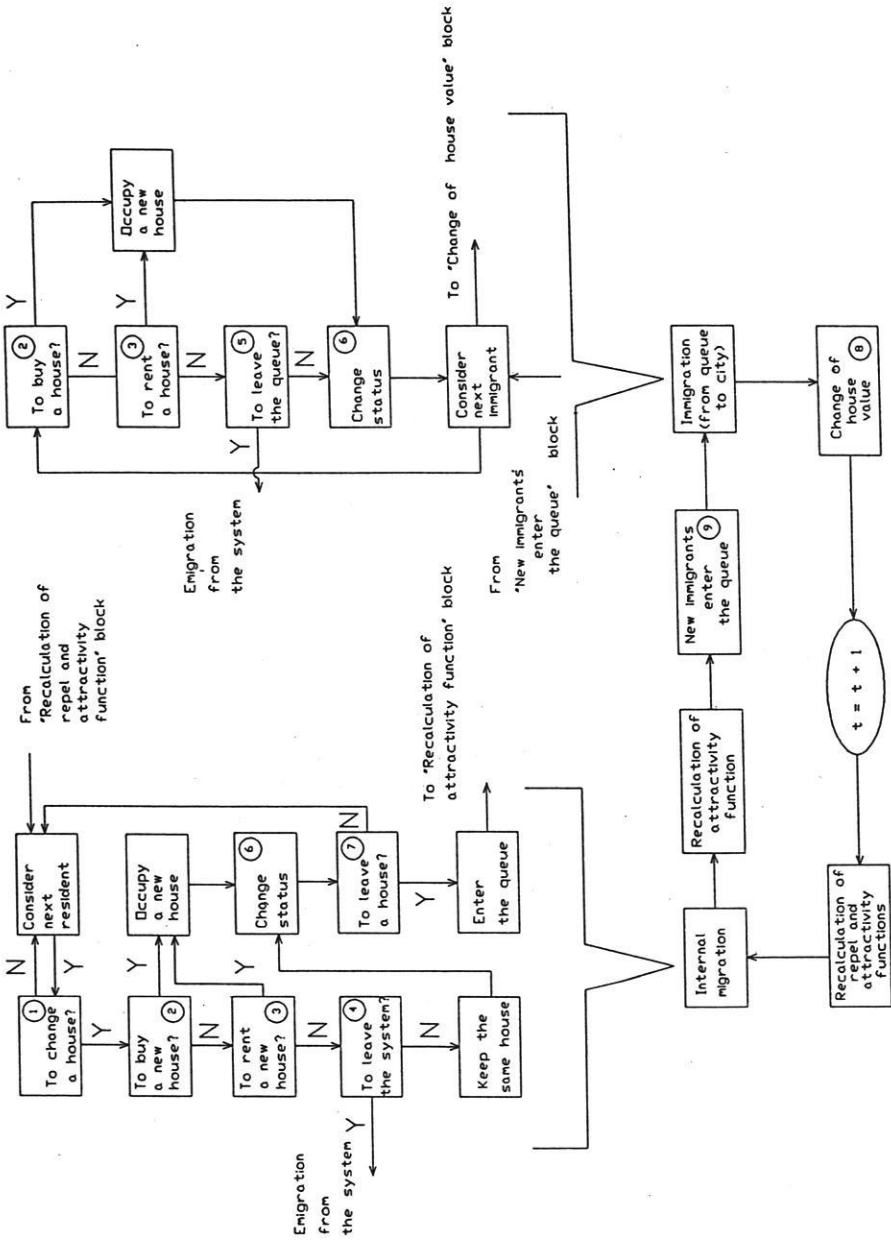 From
"Recalculation of
repel and
attractivity
function" block
N
Consider
next
resident
Y
1
To change
a house?
Y
To buy
a new
house?
2
Y
Occupy
a new
house
N
To rent
a new
house?
3
Y
Change
status
6
N
To leave
the system?
4
Y
Emigration
from
the system
N
To leave
a house?
7
N
Y
Keep the
same house
Enter
the queue
To "Recalculation of
attractivity function" block
2
To buy
a house?
Y
Occupy
a new
house
N
3
To rent
a house?
Y
N
5
To leave
the queue?
Y
Emigration
from
the system
N
6
Change
status
Consider
next
immigrant
To "Change of house value" block
From
"New immigrants
enter
the queue" block
Internal
migration
Recalculation of
attractivity
function
New immigrants
enter
the queue
9
Immigration
(from queue
to city)
Change of
house
value
8
t = t + 1
Recalculation of
repel and
attractivity
functions